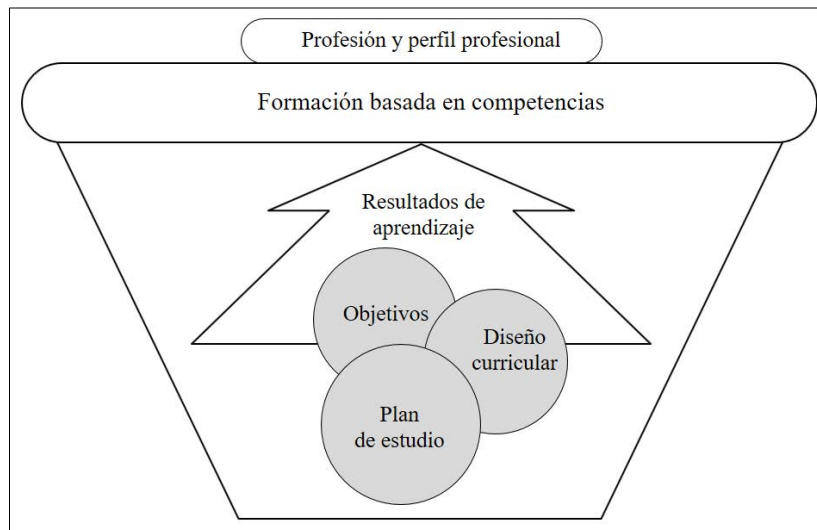 Profesión y perfil profesional
Formación basada en competencias
Resultados de
aprendizaje
Objetivos
Diseño
curricular
Plan
de estudio